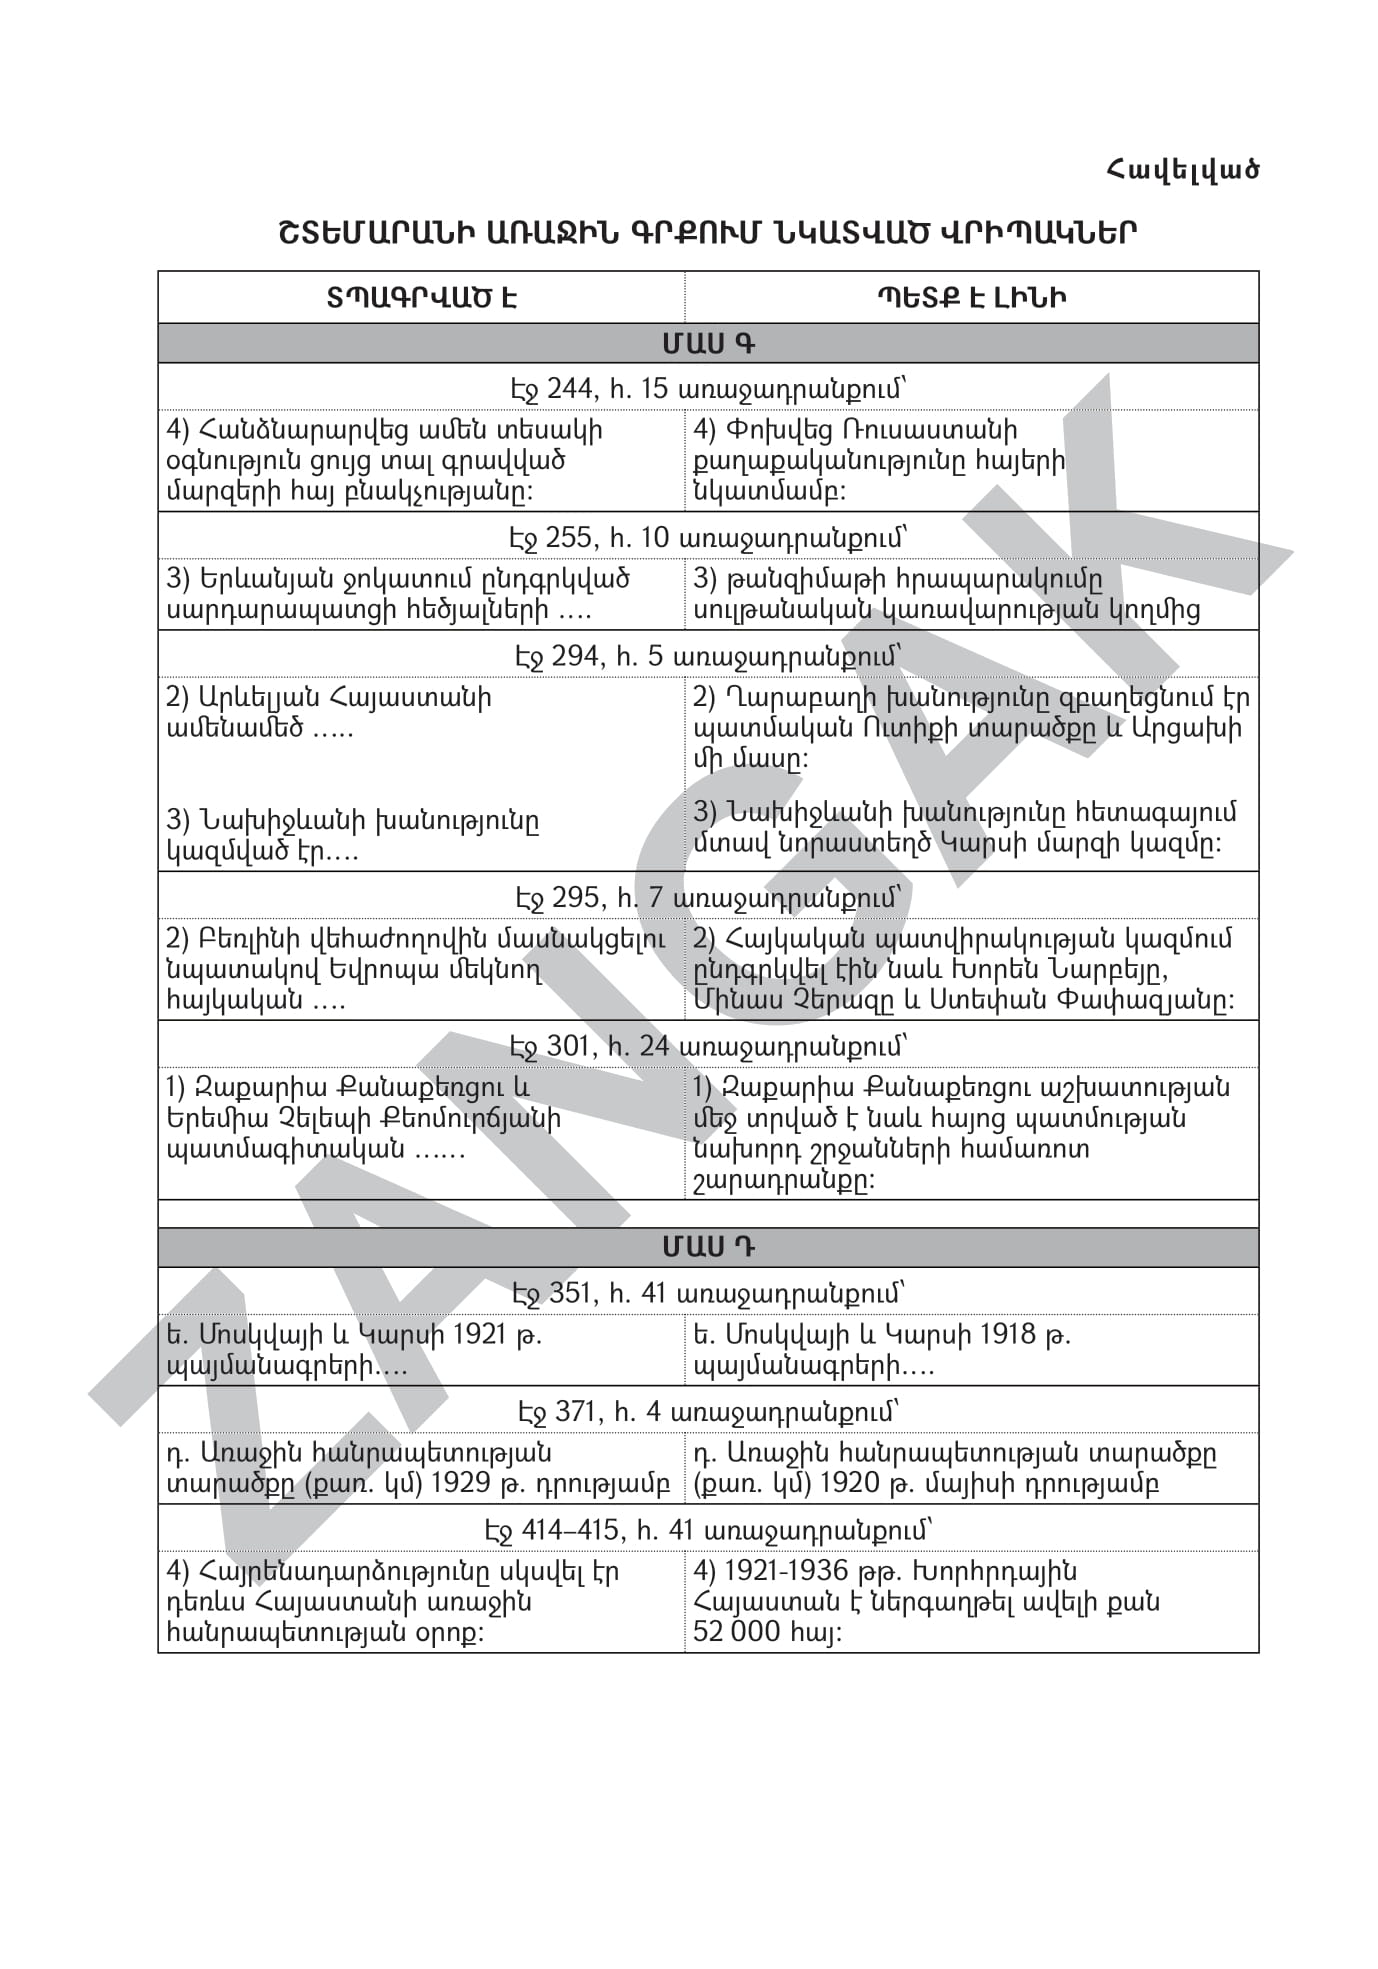 Հավելված
ՇՏԵՄԱՐԱՆԻ ԱՌԱՋԻՆ ԳՐՔՈՒՄ ՆԿԱՏՎԱԾ ՎՐԻՊԱԿՆԵՐ
ՏՊԱԳՐՎԱԾ Է
ՊԵՏՔ Է ԼԻՆԻ
ՄԱՍ Գ
Էջ 244, հ. 15 առաջադրանքում՝
4) Հանձնարարվեց ամեն տեսակի
օգնություն ցույց տալ գրավված
մարզերի հայ բնակչությանը:
4) Փոխվեց Ռուսաստանի
քաղաքականությունը հայերի
նկատմամբ:
Էջ 255, հ. 10 առաջադրանքում՝
3) Երևանյան ջոկատում ընդգրկված
սարդարապատցի հեծյալների ….
3) թանզիմաթի հրապարակումը
սուլթանական կառավարության կողմից
Էջ 294, հ. 5 առաջադրանքում՝
2) Արևելյան Հայաստանի
ամենամեծ …..
3) Նախիջևանի խանությունը
կազմված էր….
2) Ղարաբաղի խանությունը զբաղեցնում էր
պատմական Ուտիքի տարածքը և Արցախի
մի մասը:
3) Նախիջևանի խանությունը հետագայում
մտավ նորաստեղծ Կարսի մարզի կազմը:
Էջ 295, հ. 7 առաջադրանքում՝
2) Բեռլինի վեհաժողովին մասնակցելու
նպատակով Եվրոպա մեկնող
հայկական ….
2) Հայկական պատվիրակության կազմում
ընդգրկվել էին նաև Խորեն Նարբեյը,
Մինաս Չերազը և Ստեփան Փափազյանը:
Էջ 301, հ. 24 առաջադրանքում՝
1) Զաքարիա Քանաքեռցու և
Երեմիա Չելեպի Քեոմուրճյանի
պատմագիտական ……
1) Զաքարիա Քանաքեռցու աշխատության
մեջ տրված է նաև հայոց պատմության
նախորդ շրջանների համառոտ
շարադրանքը:
ՄԱՍ Դ
Էջ 351, հ. 41 առաջադրանքում՝
ե. Մոսկվայի և Կարսի 1921 թ.
պայմանագրերի….
ե. Մոսկվայի և Կարսի 1918 թ.
պայմանագրերի….
Էջ 371, հ. 4 առաջադրանքում՝
դ. Առաջին հանրապետության
տարածքը (քառ. կմ) 1929 թ. դրությամբ
դ. Առաջին հանրապետության տարածքը
(քառ. կմ) 1920 թ. մայիսի դրությամբ
Էջ 414–415, հ. 41 առաջադրանքում՝
4) Հայրենադարձությունը սկսվել էր
դեռևս Հայաստանի առաջին
հանրապետության օրոք:
4) 1921-1936 թթ. Խորհրդային
Հայաստան է ներգաղթել ավելի քան
52 000 հայ:
ZANGAK